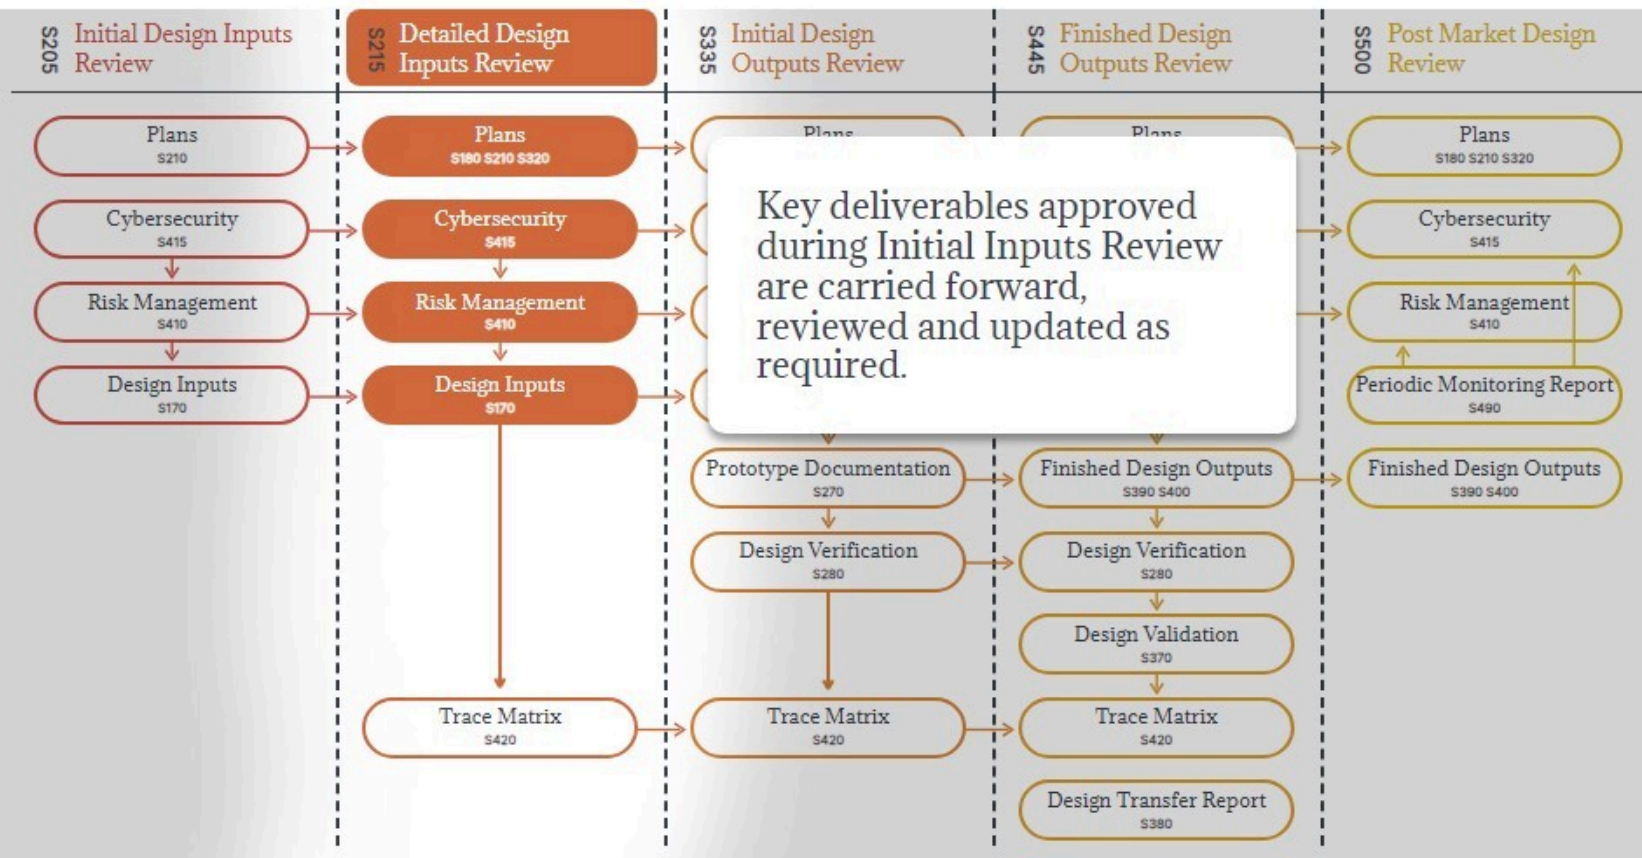 S205
Initial Design Inputs
Review
S215
Detailed Design
Inputs Review
S335
Initial Design
Outputs Review
S445
Finished Design
Outputs Review
S500
Post Market Design
Review
Plans
S210
Plans
S180 S210 S320
Plans
Plans
Plans
S180 S210 S320
Cybersecurity
S415
Cybersecurity
S415
Cybersecurity
S415
Risk Management
S410
Risk Management
S410
Risk Management
S410
Design Inputs
S170
Design Inputs
S170
Periodic Monitoring Report
S490
Key deliverables approved
during Initial Inputs Review
are carried forward,
reviewed and updated as
required.
Prototype Documentation
S270
Finished Design Outputs
S390 S400
Finished Design Outputs
S390 S400
Design Verification
S280
Design Verification
S280
Design Validation
S370
Trace Matrix
S420
Trace Matrix
S420
Trace Matrix
S420
Design Transfer Report
S380